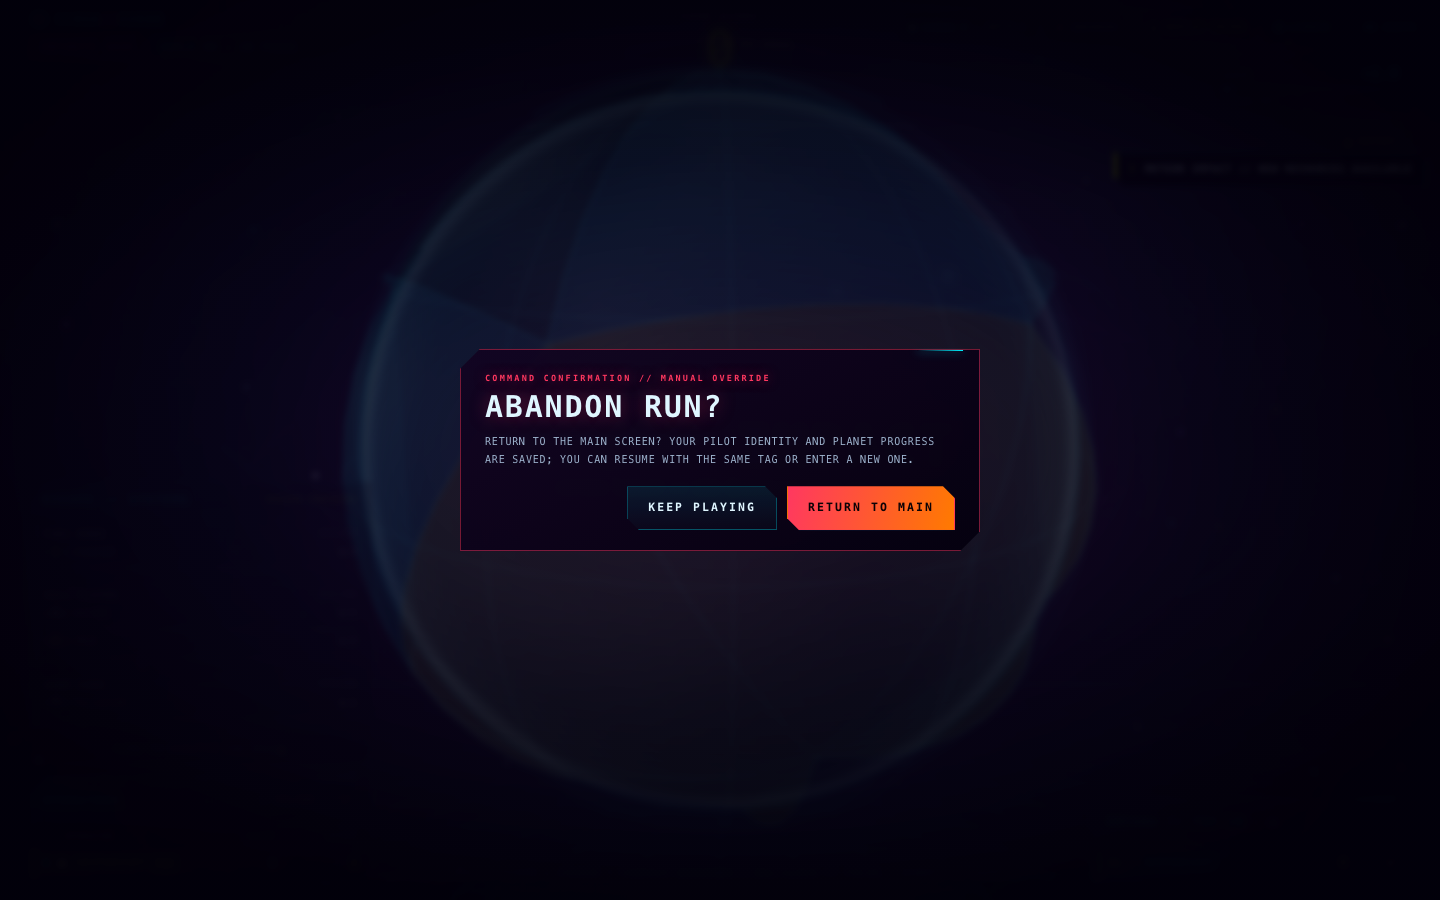 COMMAND CONFIRMATION // MANUAL OVERRIDE
ABANDON RUN?
RETURN TO THE MAIN SCREEN? YOUR PILOT IDENTITY AND PLANET PROGRESS
ARE SAVED; YOU CAN RESUME WITH THE SAME TAG OR ENTER A NEW ONE.
KEEP PLAYING
RETURN TO MAIN